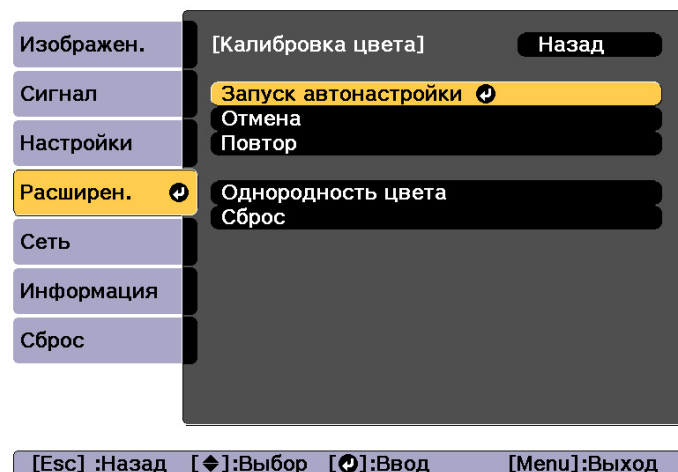 Изображен.
Сигнал
Настройки
Расширен.
Сеть
Информация
Сброс
[Калибровка цвета] Назад
Запуск автонастройки
Отмена
Повтор
Однородность цвета
Сброс
[Esc] :Назад [◆]:Выбор [⏎]:Ввод [Menu]:Выход